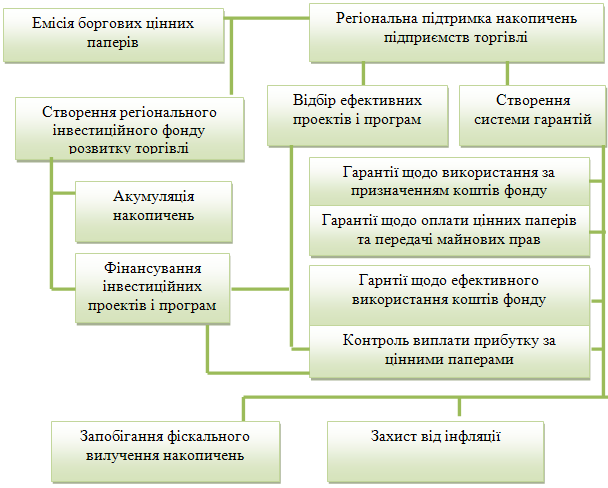 Емісія боргових цінних
паперів
Регіональна підтримка накопичень
підприємств торгівлі
Створення регіонального
інвестиційного фонду
розвитку торгівлі
Відбір ефективних
проектів і програм
Створення
системи гарантій
Акумуляція
накопичень
Гарантії щодо використання за
призначенням коштів фонду
Гарантії щодо оплати цінних паперів
та передачі майнових прав
Фінансування
інвестиційних
проектів і програм
Гарнтії щодо ефективного
використання коштів фонду
Контроль виплати прибутку за
цінними паперами
Запобігання фіскального
вилучення накопичень
Захист від інфляції